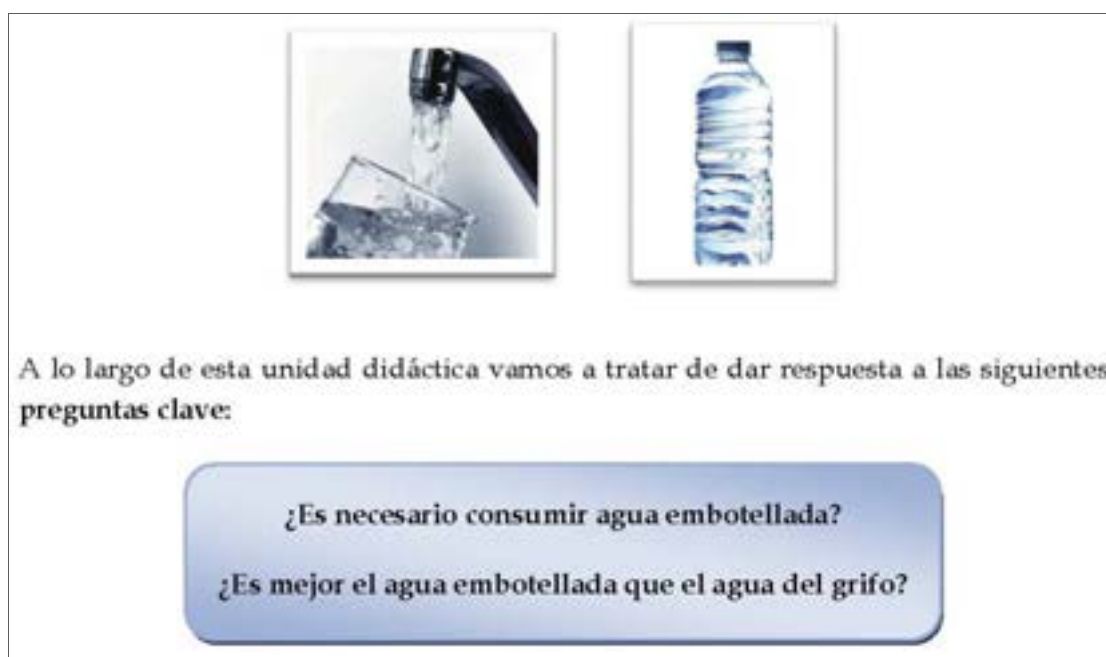 A lo largo de esta unidad didáctica vamos a tratar de dar respuesta a las siguientes
preguntas clave:
¿Es necesario consumir agua embotellada?
¿Es mejor el agua embotellada que el agua del grifo?